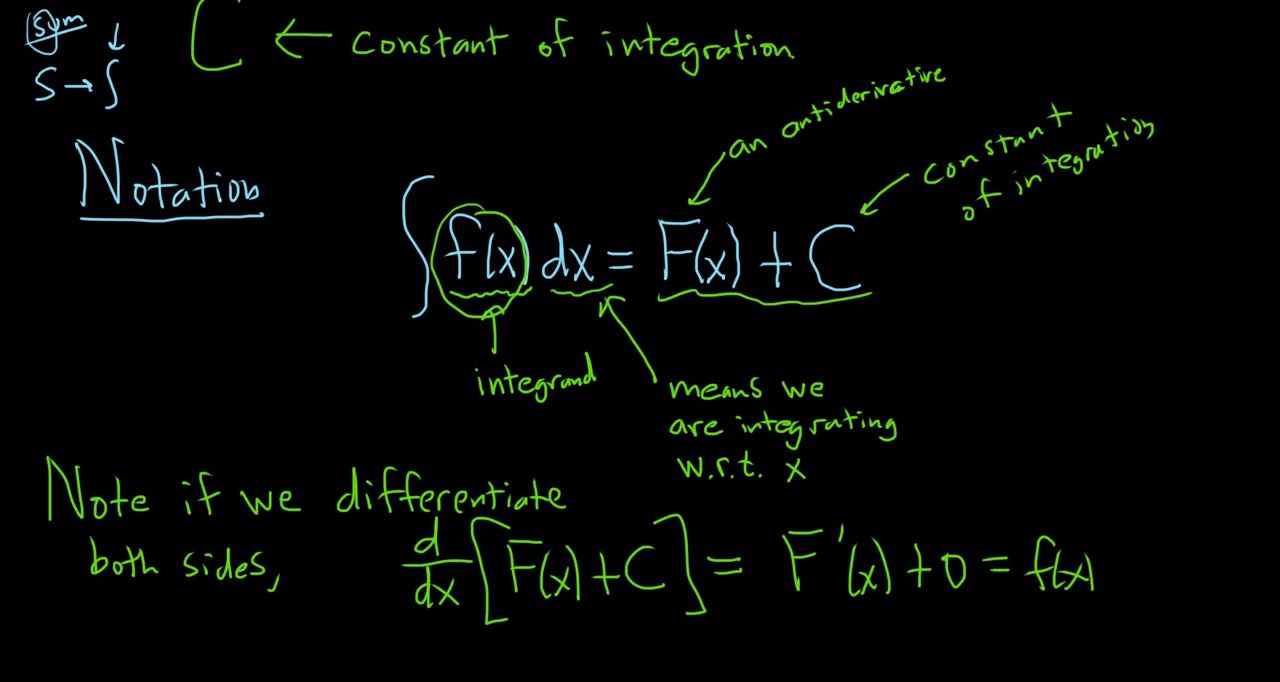 Sum
S → ∫
C ← constant of integration
an antiderivative
constant
of integration
Notation
∫ f(x) dx = F(x) + C
integrand
means we
are integrating
w.r.t. x
Note if we differentiate
both sides,
d/dx [F(x) + C] = F'(x) + 0 = f(x)